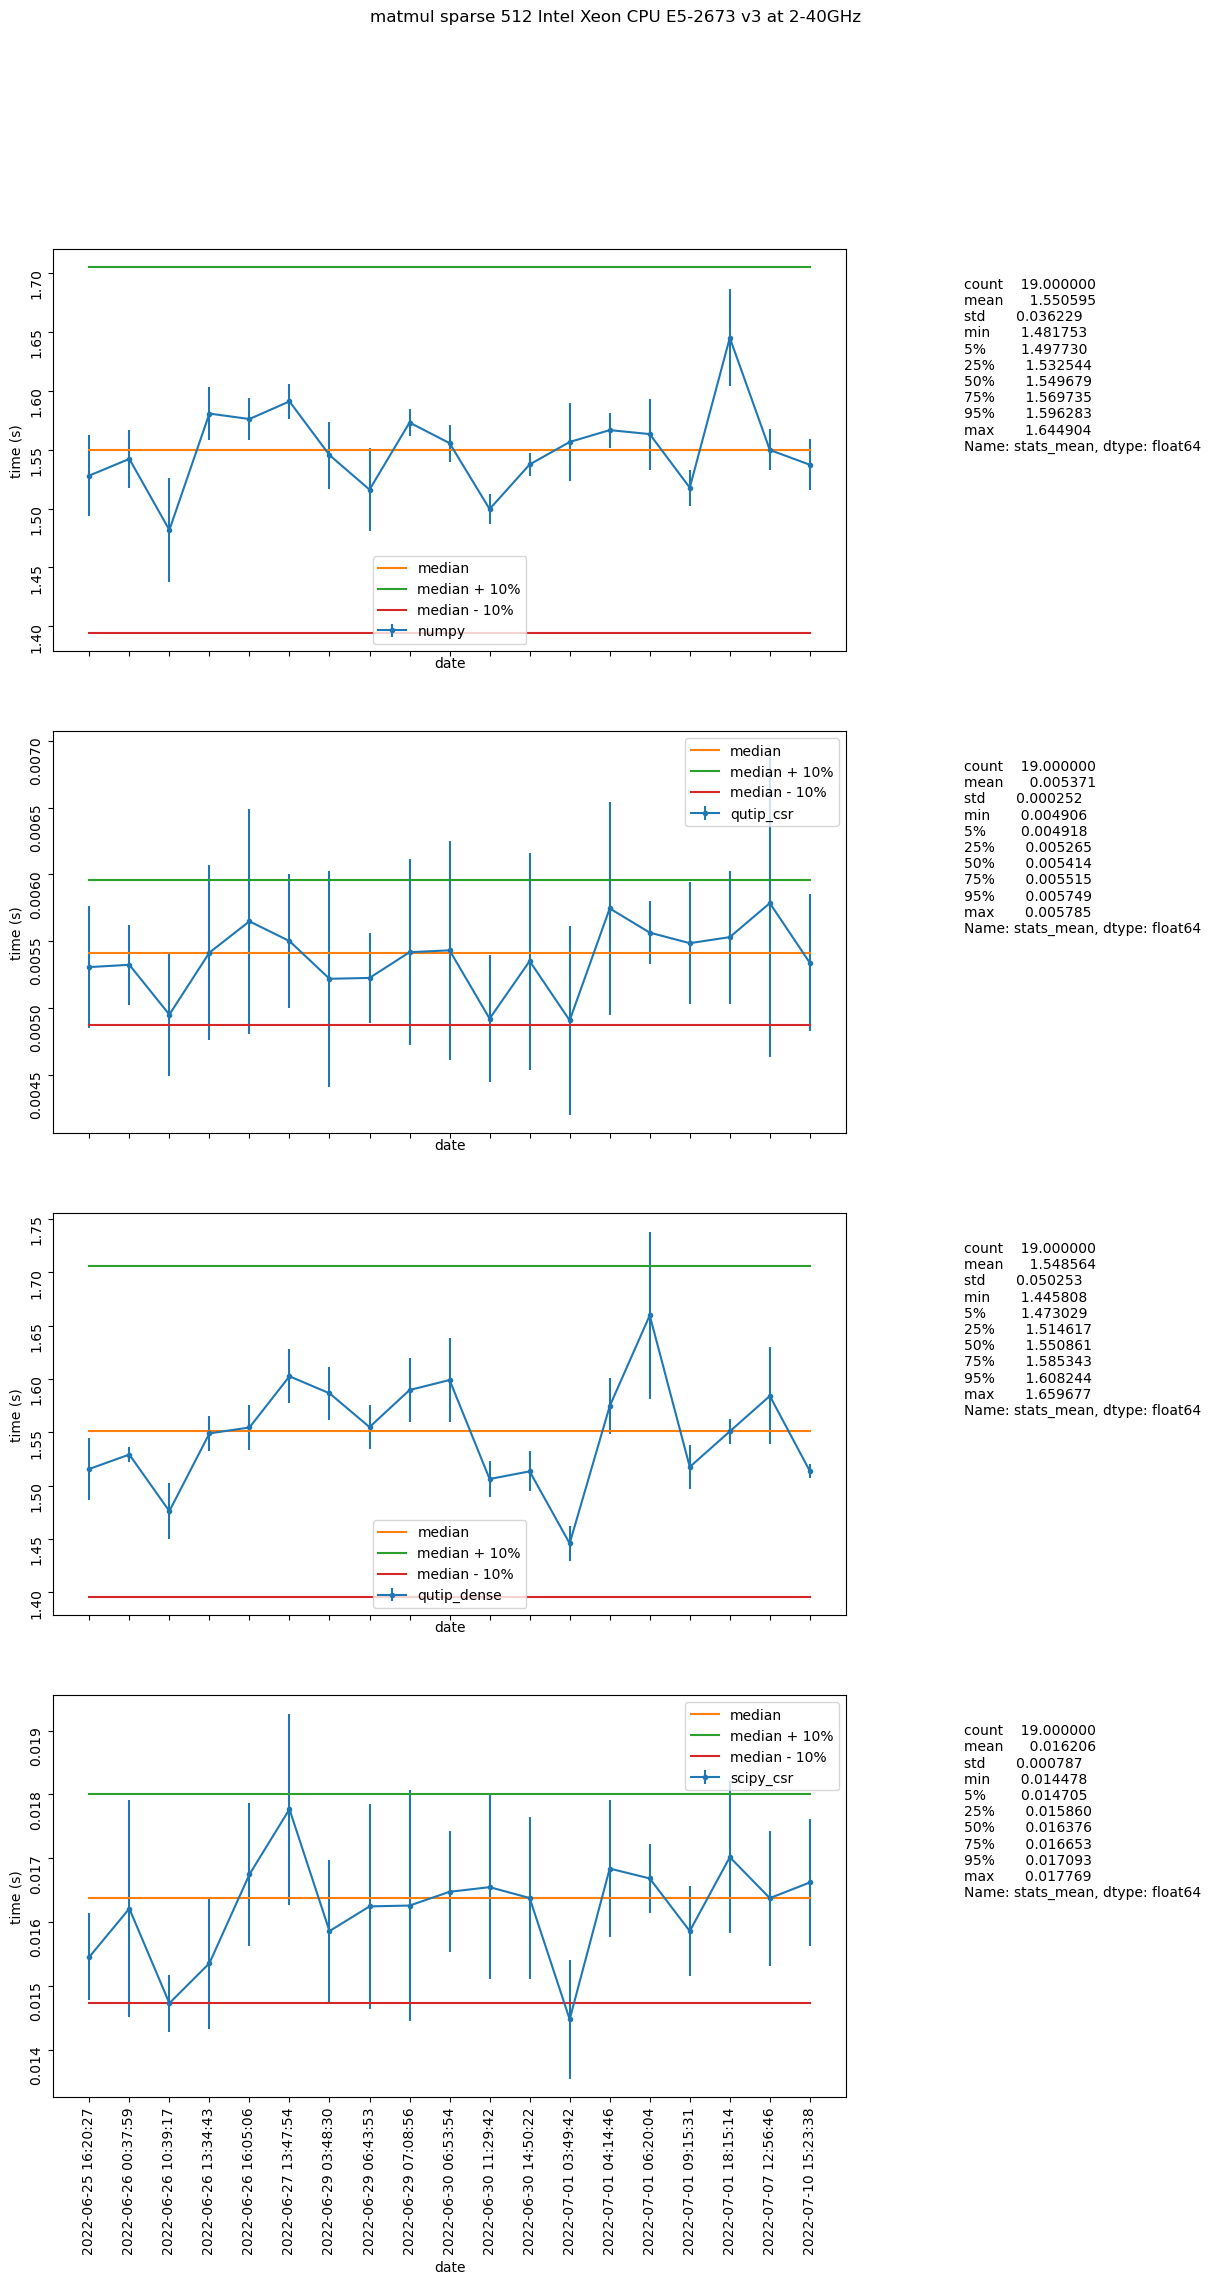 matmul sparse 512 Intel Xeon CPU E5-2673 v3 at 2-40GHz
1.70
1.65
1.60
1.55
1.50
1.45
1.40
time (s)
median
median + 10%
median - 10%
numpy
date
count 19.000000
mean 1.550595
std 0.036229
min 1.481753
5% 1.497730
25% 1.532544
50% 1.549679
75% 1.569735
95% 1.596283
max 1.644904
Name: stats_mean, dtype: float64
0.0070
0.0065
0.0060
0.0055
0.0050
0.0045
time (s)
median
median + 10%
median - 10%
qutip_csr
date
count 19.000000
mean 0.005371
std 0.000252
min 0.004906
5% 0.004918
25% 0.005265
50% 0.005414
75% 0.005515
95% 0.005749
max 0.005785
Name: stats_mean, dtype: float64
1.75
1.70
1.65
1.60
1.55
1.50
1.45
1.40
time (s)
median
median + 10%
median - 10%
qutip_dense
date
count 19.000000
mean 1.548564
std 0.050253
min 1.445808
5% 1.473029
25% 1.514617
50% 1.550861
75% 1.585343
95% 1.608244
max 1.659677
Name: stats_mean, dtype: float64
0.019
0.018
0.017
0.016
0.015
0.014
time (s)
median
median + 10%
median - 10%
scipy_csr
count 19.000000
mean 0.016206
std 0.000787
min 0.014478
5% 0.014705
25% 0.015860
50% 0.016376
75% 0.016653
95% 0.017093
max 0.017769
Name: stats_mean, dtype: float64
2022-06-25 16:20:27
2022-06-26 00:37:59
2022-06-26 10:39:17
2022-06-26 13:34:43
2022-06-26 16:05:06
2022-06-27 13:47:54
2022-06-29 03:48:30
2022-06-29 06:43:53
2022-06-29 07:08:56
2022-06-30 06:53:54
2022-06-30 11:29:42
2022-06-30 14:50:22
2022-07-01 03:49:42
2022-07-01 04:14:46
2022-07-01 06:20:04
2022-07-01 09:15:31
2022-07-01 18:15:14
2022-07-07 12:56:46
2022-07-10 15:23:38
date